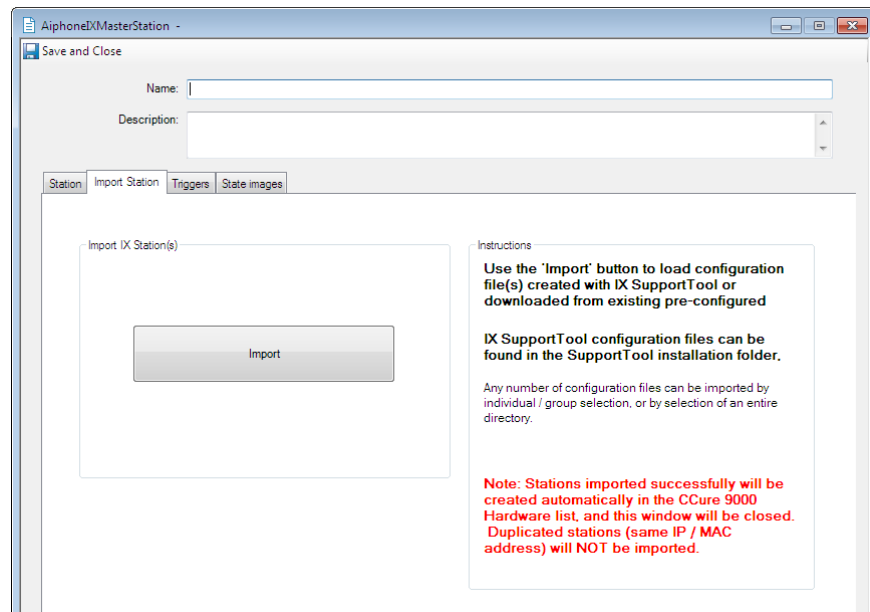 AiphoneIXMasterStation -
Save and Close
Name:
Description:
Station Import Station Triggers State images
Import IX Station(s)
Import
Instructions
Use the 'Import' button to load configuration
file(s) created with IX SupportTool or
downloaded from existing pre-configured
IX SupportTool configuration files can be
found in the SupportTool installation folder.
Any number of configuration files can be imported by
individual / group selection, or by selection of an entire
directory.
Note: Stations imported successfully will be
created automatically in the CCure 9000
Hardware list, and this window will be closed.
Duplicated stations (same IP / MAC
address) will NOT be imported.